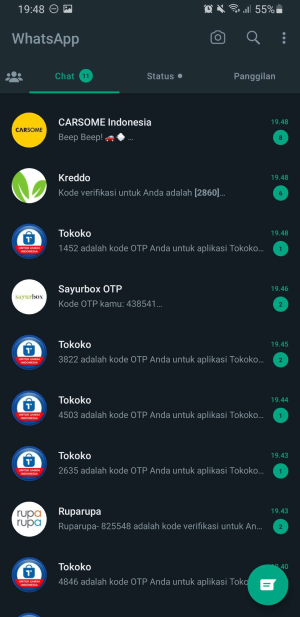 19:48
55%
WhatsApp
Chat 11
Status
Panggilan
CARSOME
CARSOME Indonesia
19.48
Beep Beep! 🚗 💨 ...
8
Kreddo
19.48
Kode verifikasi untuk Anda adalah [2860]...
6
Tokoko
19.48
1452 adalah kode OTP Anda untuk aplikasi Tokoko...
1
sayurbox
Sayurbox OTP
19.46
Kode OTP kamu: 438541...
2
Tokoko
19.45
3822 adalah kode OTP Anda untuk aplikasi Tokoko...
2
Tokoko
19.44
4503 adalah kode OTP Anda untuk aplikasi Tokoko...
1
Tokoko
19.43
2635 adalah kode OTP Anda untuk aplikasi Tokoko...
1
rupa
rupa
Ruparupa
19.43
Ruparupa- 825548 adalah kode verifikasi untuk An...
2
Tokoko
4846 adalah kode OTP Anda untuk aplikasi Toko